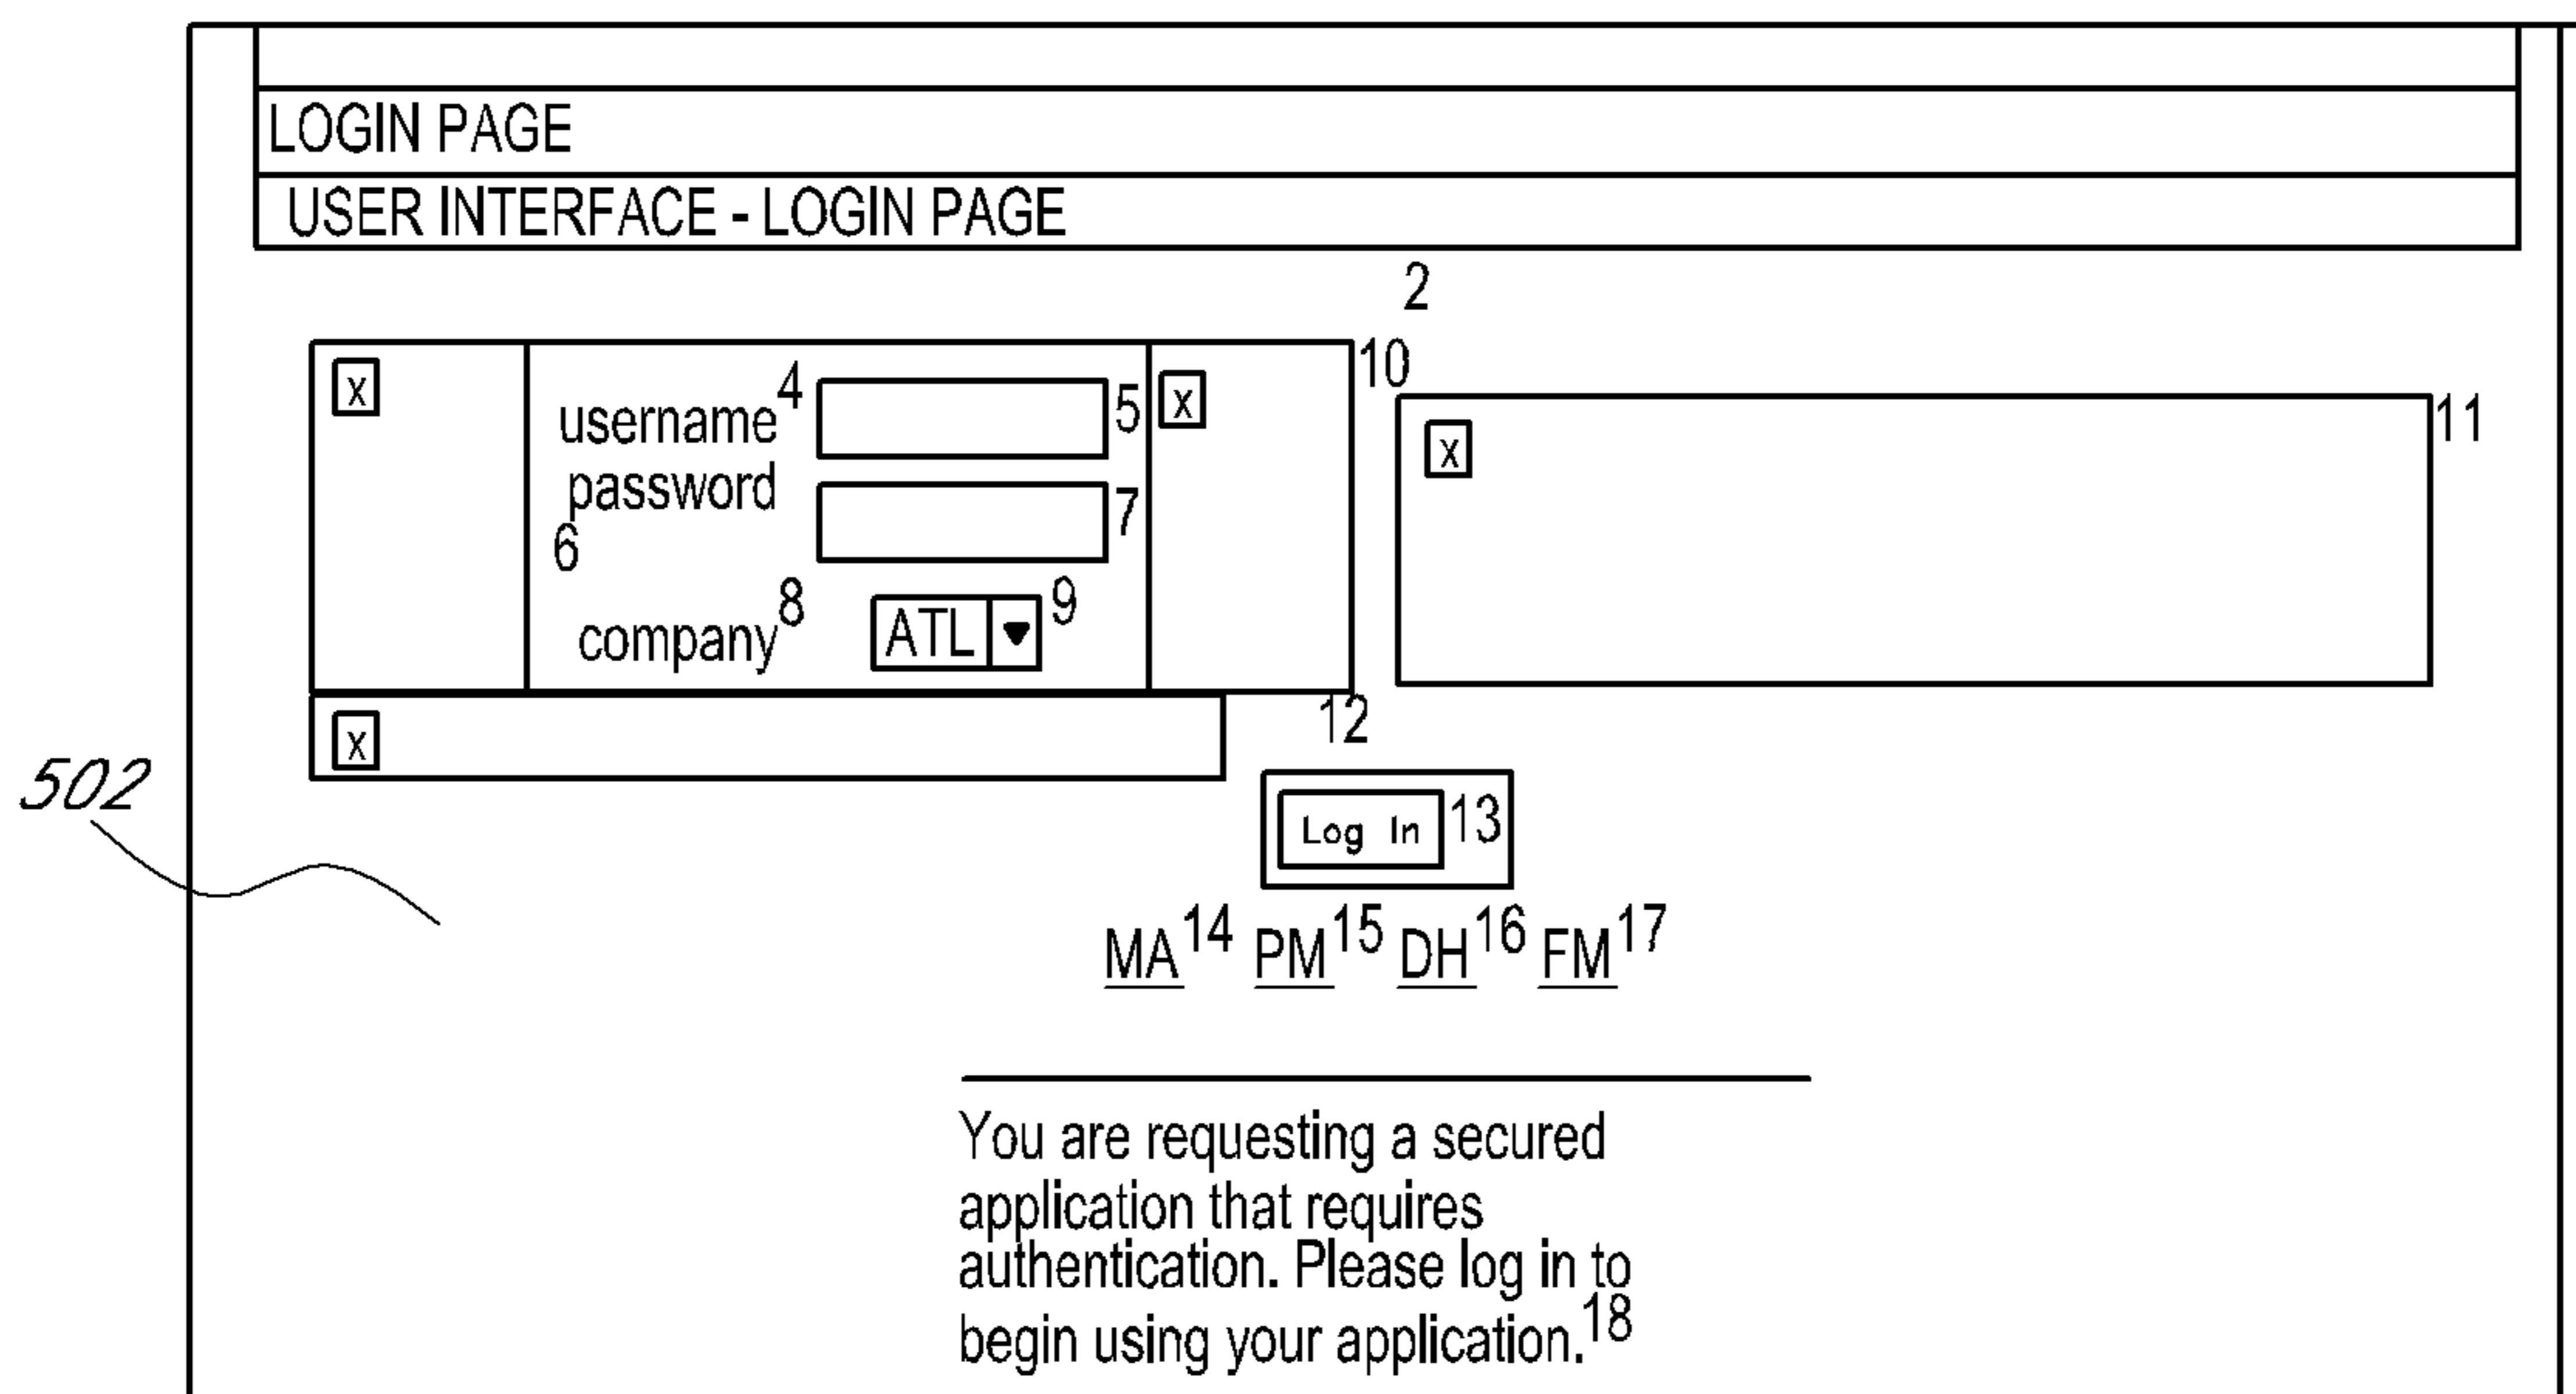 LOGIN PAGE
USER INTERFACE - LOGIN PAGE
2
x
username4
5
x
10
x
11
password
6
7
company8
ATL
9
12
x
502
Log In
13
MA14 PM15 DH16 FM17
You are requesting a secured
application that requires
authentication. Please log in to
begin using your application.18